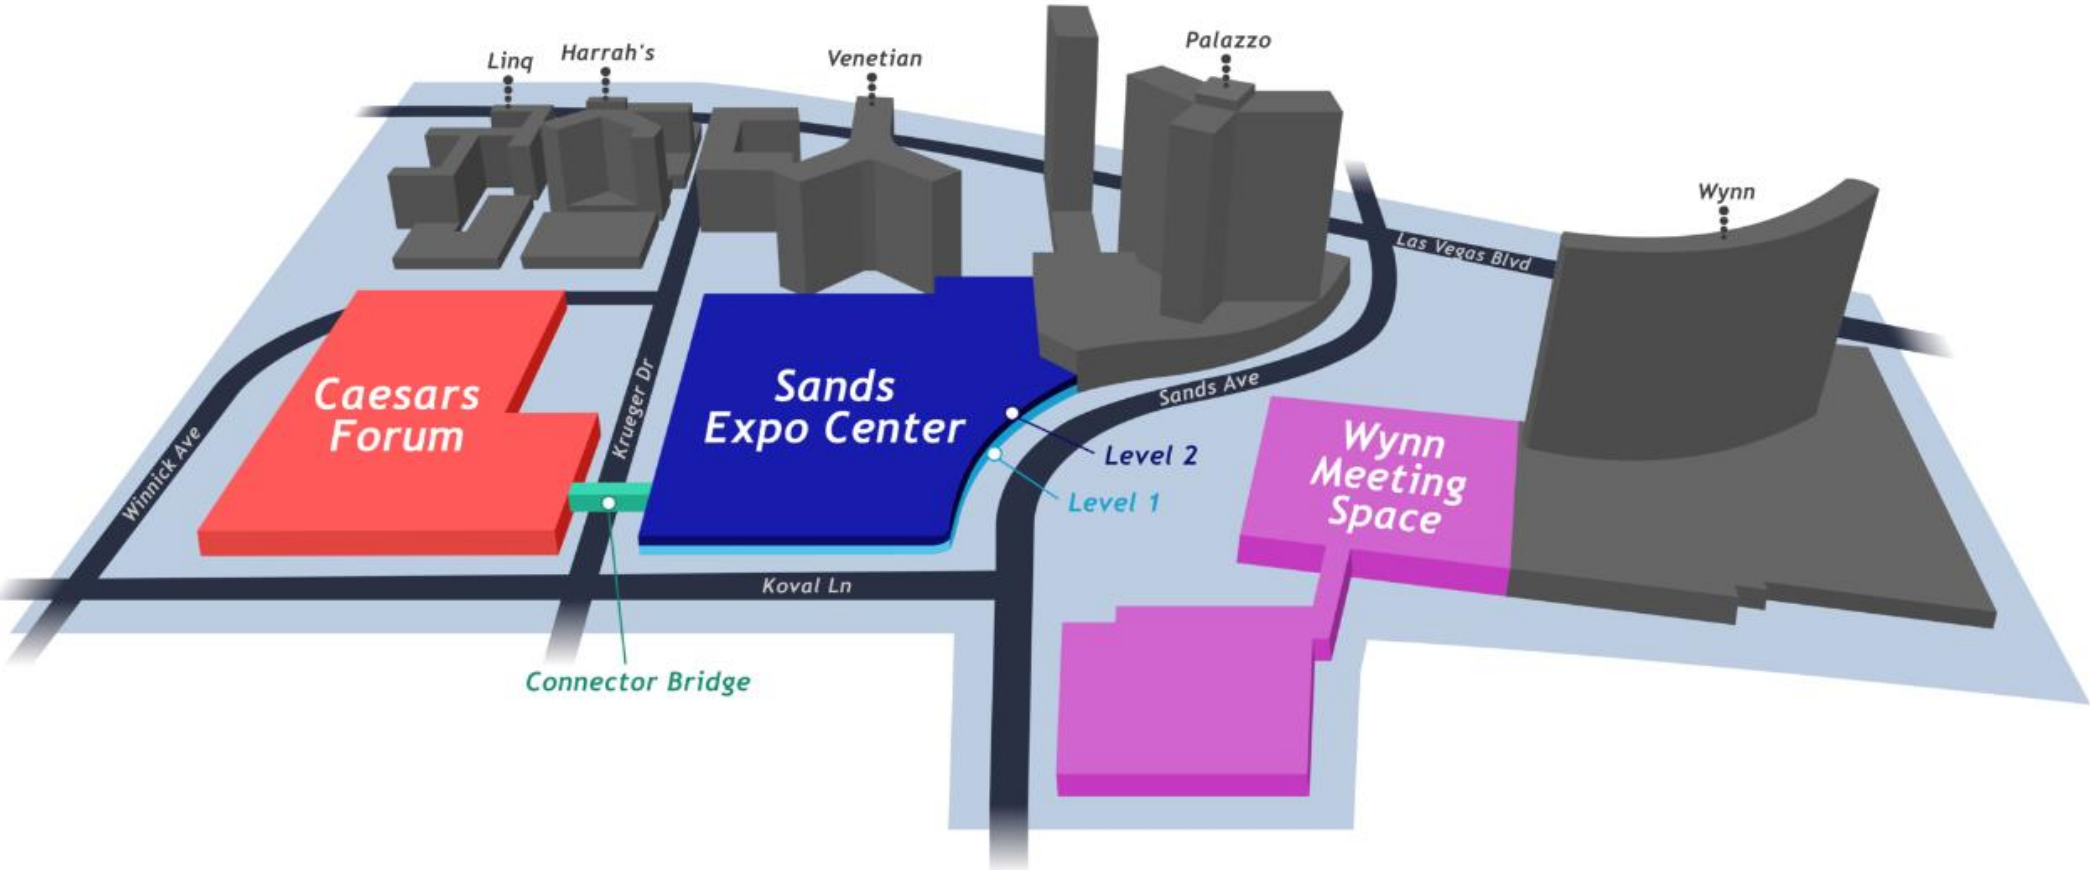 Linq
Harrah's
Venetian
Palazzo
Wynn
Las Vegas Blvd
Caesars
Forum
Winnick Ave
Krueger Dr
Sands
Expo Center
Sands Ave
Level 2
Level 1
Wynn
Meeting
Space
Koval Ln
Connector Bridge